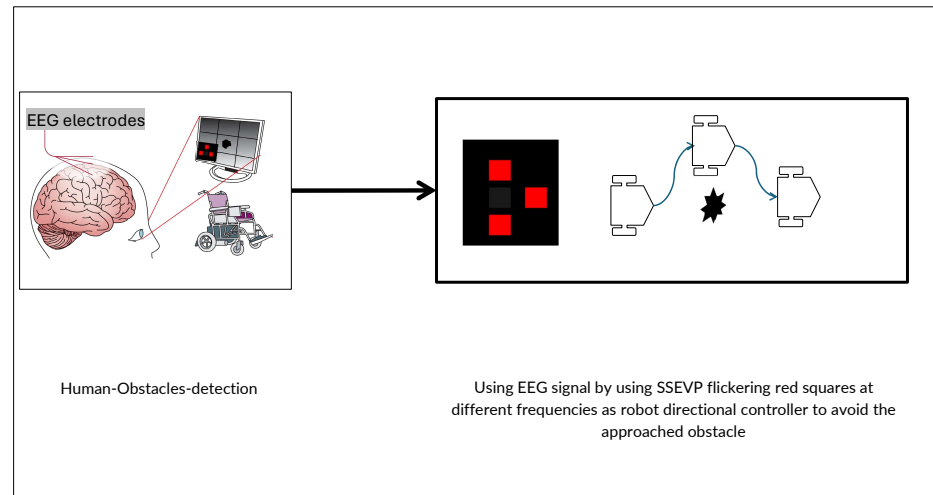 EEG electrodes
Human-Obstacles-detection
Using EEG signal by using SSEVP flickering red squares at
different frequencies as robot directional controller to avoid the
approached obstacle